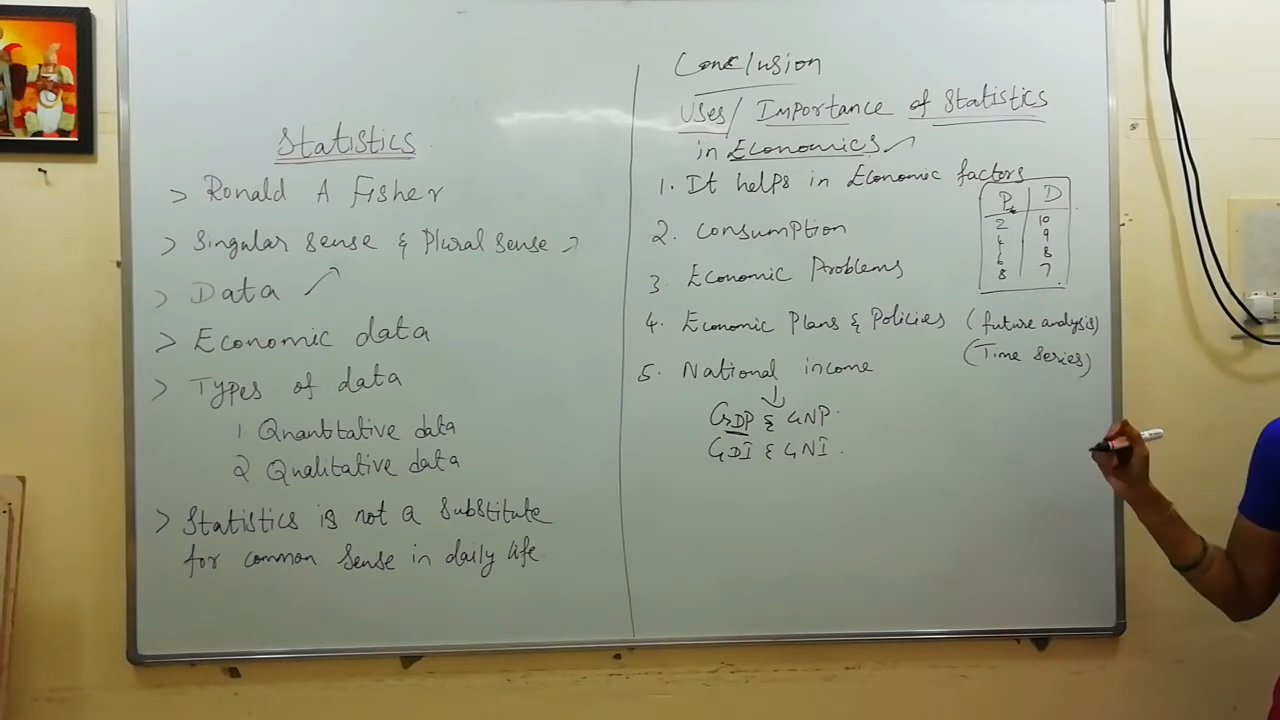 Statistics
> Ronald A Fisher
> Singular sense & Plural sense
> Data
> Economic data
> Types of data
1 Quantitative data
2 Qualitative data
> Statistics is not a substitute
for common sense in daily life
Conclusion
Uses/ Importance of Statistics
in Economics
1. It helps in Economic factors
2. Consumption
3. Economic Problems
4. Economic Plans & Policies (future analysis)
(Time series)
5. National income
GDP & GNP.
GDI & GNI.
P D
2 10
9
6 8
8 7